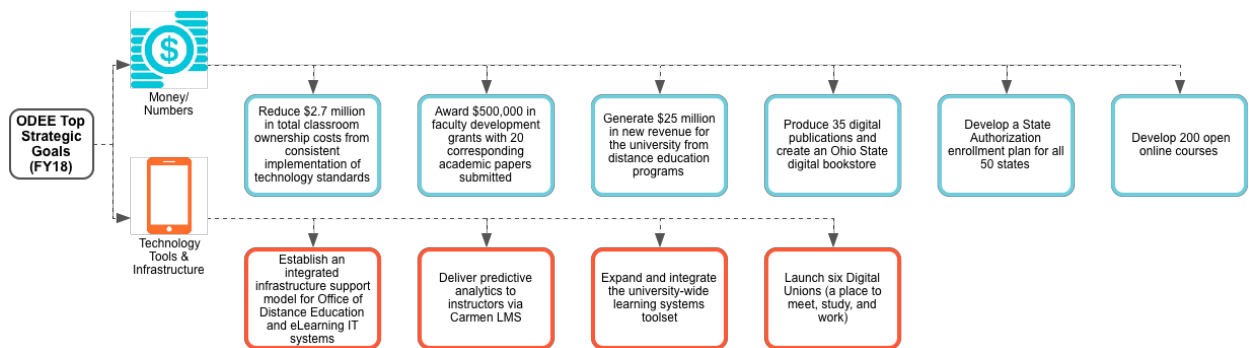 $
Money/
Numbers
ODEE Top
Strategic
Goals
(FY18)
Reduce $2.7 million
in total classroom
ownership costs from
consistent
implementation of
technology standards
Award $500,000 in
faculty development
grants with 20
corresponding
academic papers
submitted
Generate $25 million
in new revenue for
the university from
distance education
programs
Produce 35 digital
publications and
create an Ohio State
digital bookstore
Develop a State
Authorization
enrollment plan for all
50 states
Develop 200 open
online courses
Technology
Tools &
Infrastructure
Establish an
integrated
infrastructure support
model for Office of
Distance Education
and eLearning IT
systems
Deliver predictive
analytics to
instructors via
Carmen LMS
Expand and integrate
the university-wide
learning systems
toolset
Launch six Digital
Unions (a place to
meet, study, and
work)